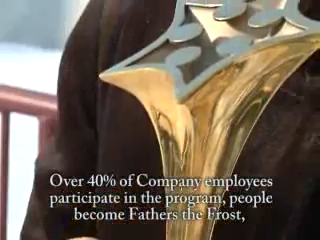 Over 40% of Company employees
participate in the program, people
become Fathers the Frost,